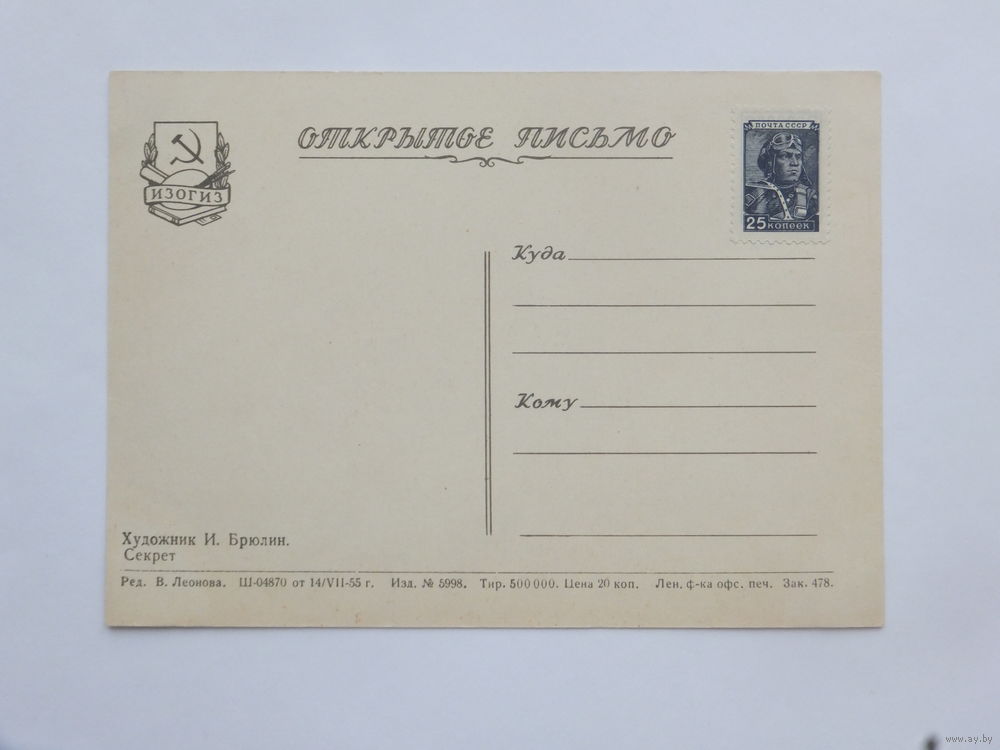 ОТКРЫТОЕ ПИСЬМО
ИЗОГИЗ
ПОЧТА СССР
25 КОПЕЕК
Куда
Кому
Художник И. Брюлин.
Секрет
Ред. В. Леонова. Ш-04870 от 14/VII-55 г. Изд. № 5998. Тир. 500 000. Цена 20 коп. Лен. ф-ка офс. печ. Зак. 478.
www.ay.by